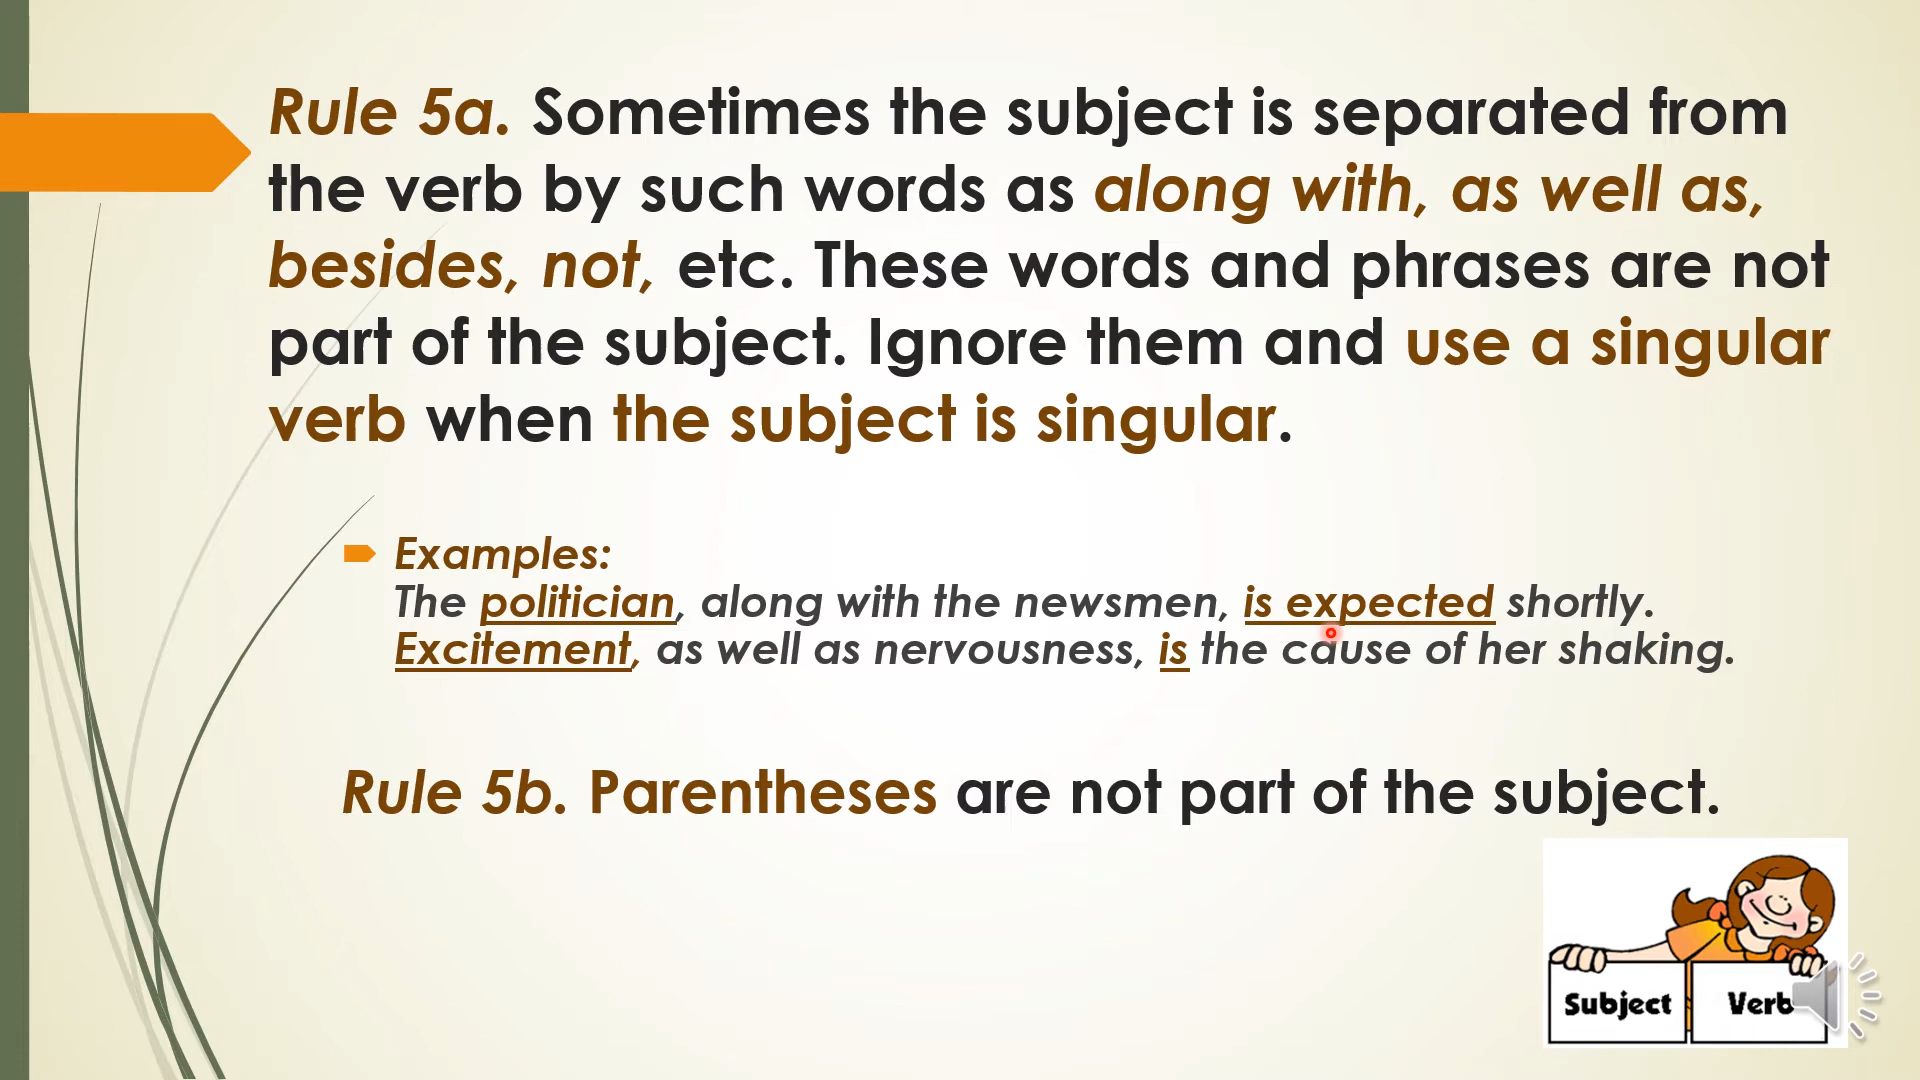 Rule 5a. Sometimes the subject is separated from
the verb by such words as along with, as well as,
besides, not, etc. These words and phrases are not
part of the subject. Ignore them and use a singular
verb when the subject is singular.
Examples:
The politician, along with the newsmen, is expected shortly.
Excitement, as well as nervousness, is the cause of her shaking.
Rule 5b. Parentheses are not part of the subject.
Subject Verb